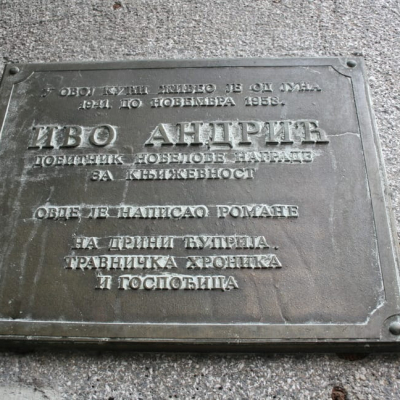 У ОВОЈ КУЋИ ЖИВЕО ЈЕ ОД ЈУНА
1941. ДО НОВЕМБРА 1958.
ИВО АНДРИЋ
ДОБИТНИК НОБЕЛОВЕ НАГРАДЕ
ЗА КЊИЖЕВНОСТ
ОВДЕ ЈЕ НАПИСАО РОМАНЕ
НА ДРИНИ ЋУПРИЈА,
ТРАВНИЧКА ХРОНИКА
И ГОСПОЂИЦА